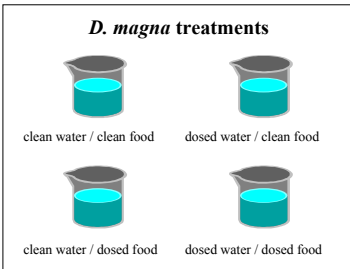 D. magna treatments
clean water / clean food
dosed water / clean food
clean water / dosed food
dosed water / dosed food